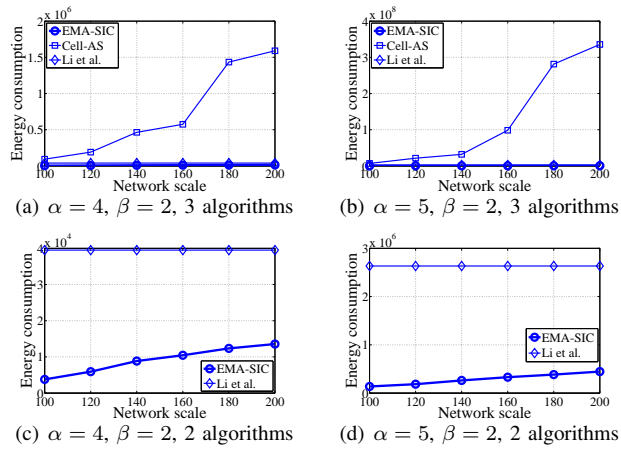 x 10^6
2
1.5
1
0.5
0
Energy consumption
EMA-SIC
Cell-AS
Li et al.
100 120 140 160 180 200
Network scale
(a) α = 4, β = 2, 3 algorithms
x 10^8
4
3
2
1
0
Energy consumption
EMA-SIC
Cell-AS
Li et al.
100 120 140 160 180 200
Network scale
(b) α = 5, β = 2, 3 algorithms
x 10^4
4
3
2
1
0
Energy consumption
EMA-SIC
Li et al.
100 120 140 160 180 200
Network scale
(c) α = 4, β = 2, 2 algorithms
x 10^6
3
2
1
0
Energy consumption
EMA-SIC
Li et al.
100 120 140 160 180 200
Network scale
(d) α = 5, β = 2, 2 algorithms